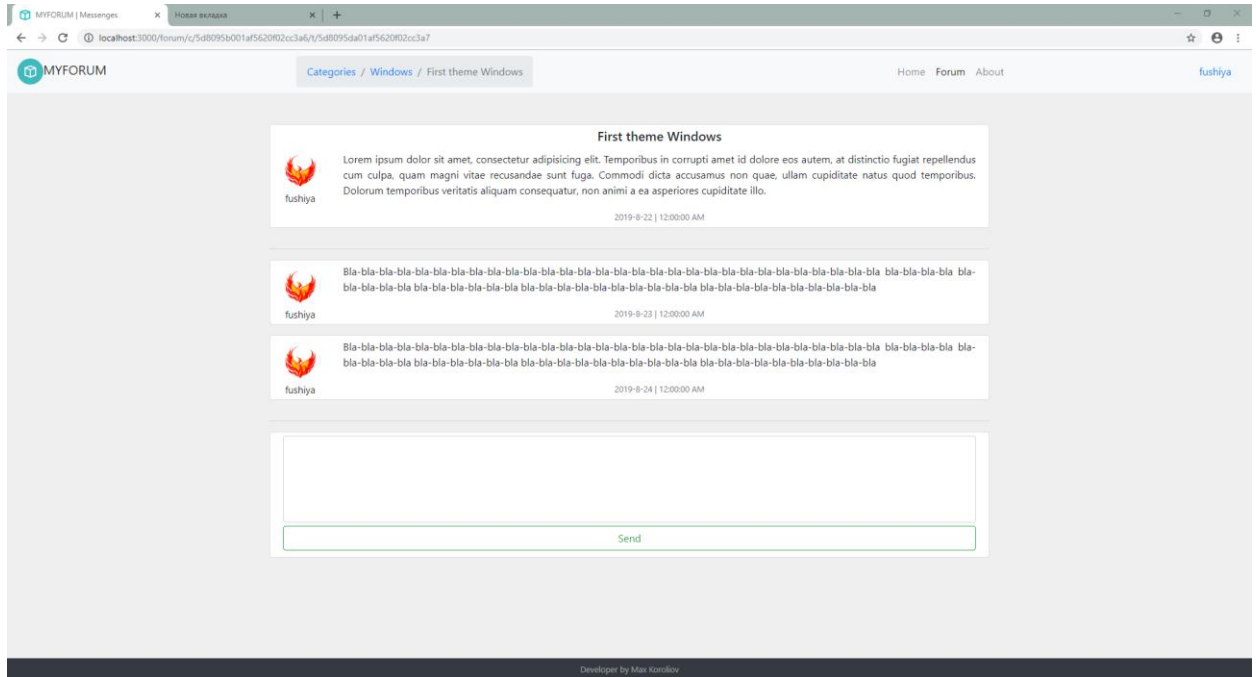 MYFORUM | Messenges
Новая вкладка
localhost:3000/forum/c/5d8095b001af5620f02cc3a6/t/5d8095da01af5620f02cc3a7
MYFORUM
Categories / Windows / First theme Windows
Home Forum About
fushiya
First theme Windows
Lorem ipsum dolor sit amet, consectetur adipisicing elit. Temporibus in corrupti amet id dolore eos autem, at distinctio fugiat repellendus
cum culpa, quam magni vitae recusandae sunt fuga. Commodi dicta accusamus non quae, ullam cupiditate natus quod temporibus.
Dolorum temporibus veritatis aliquam consequatur, non animi a ea asperiores cupiditate illo.
fushiya
2019-8-22 | 12:00:00 AM
Bla-bla-bla-bla-bla-bla-bla-bla-bla-bla-bla-bla-bla-bla-bla-bla-bla-bla-bla-bla-bla-bla-bla-bla-bla-bla-bla-bla-bla-bla bla-bla-bla-bla bla-
bla-bla-bla-bla bla-bla-bla-bla-bla-bla bla-bla-bla-bla-bla-bla-bla-bla-bla-bla bla-bla-bla-bla-bla-bla-bla-bla-bla-bla
fushiya
2019-8-23 | 12:00:00 AM
Bla-bla-bla-bla-bla-bla-bla-bla-bla-bla-bla-bla-bla-bla-bla-bla-bla-bla-bla-bla-bla-bla-bla-bla-bla-bla-bla-bla-bla-bla bla-bla-bla-bla bla-
bla-bla-bla-bla bla-bla-bla-bla-bla-bla bla-bla-bla-bla-bla-bla-bla-bla-bla-bla bla-bla-bla-bla-bla-bla-bla-bla-bla-bla
fushiya
2019-8-24 | 12:00:00 AM
Send
Developer by Max Koroliov